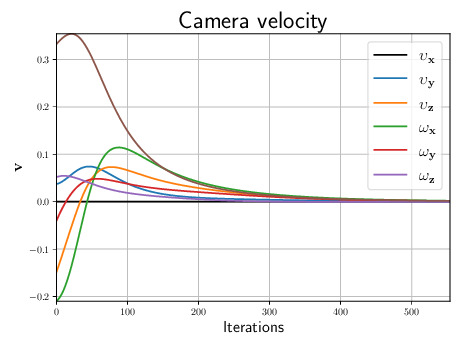 Camera velocity
0.3
0.2
0.1
0.0
−0.1
−0.2
v
0
100
200
300
400
500
Iterations
υx
υy
υz
ωx
ωy
ωz